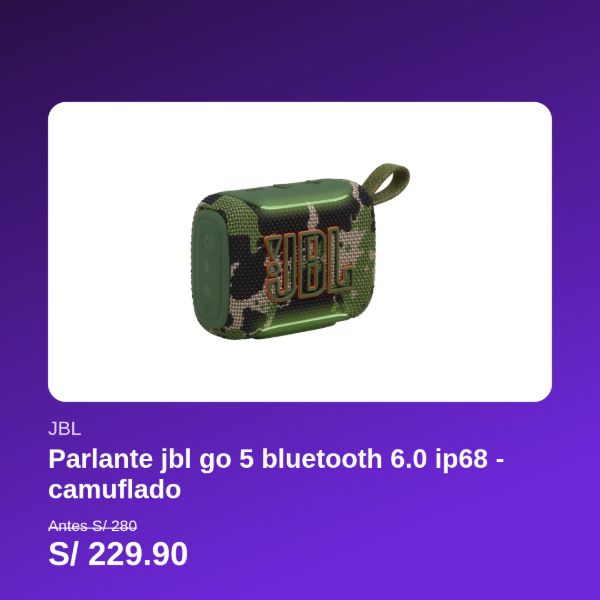 JBL
JBL
Parlante jbl go 5 bluetooth 6.0 ip68 -
camuflado
Antes S/ 280
S/ 229.90